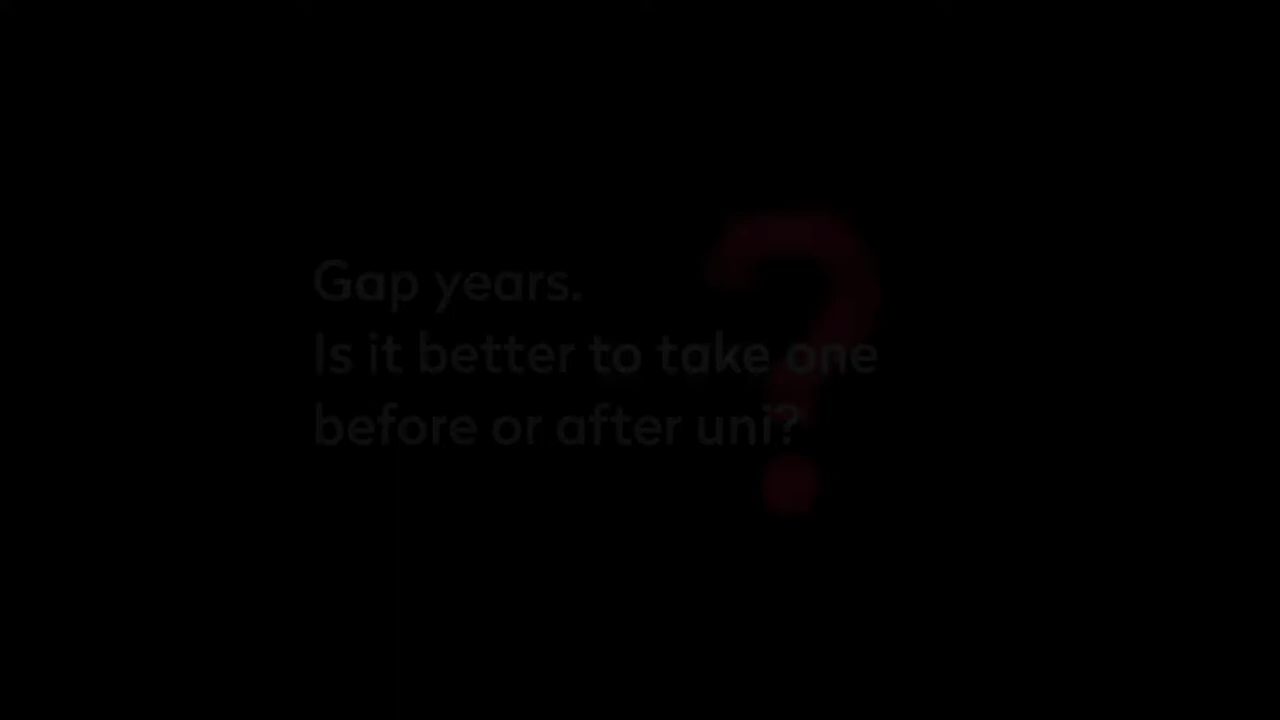 Gap years.
Is it better to take one
before or after uni?
?